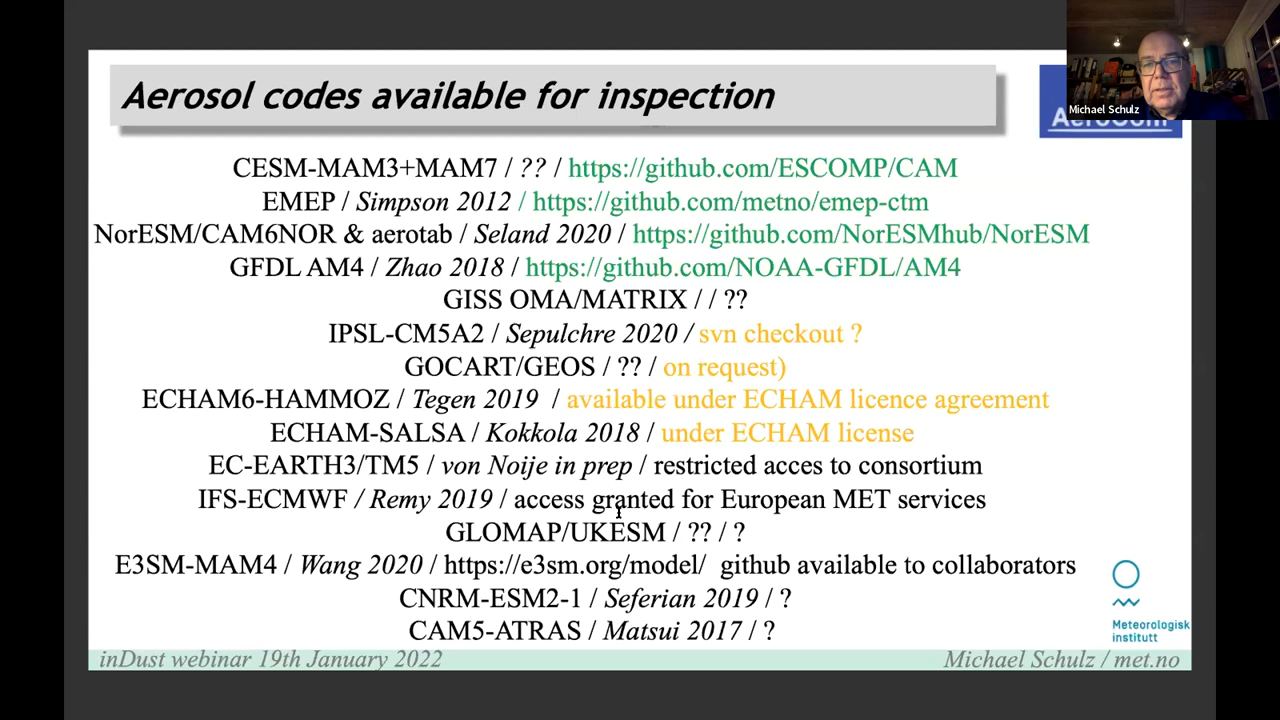 Aerosol codes available for inspection
Michael Schulz
AeroCom
CESM-MAM3+MAM7 / ?? / https://github.com/ESCOMP/CAM
EMEP / Simpson 2012 / https://github.com/metno/emep-ctm
NorESM/CAM6NOR & aerotab / Seland 2020 / https://github.com/NorESMhub/NorESM
GFDL AM4 / Zhao 2018 / https://github.com/NOAA-GFDL/AM4
GISS OMA/MATRIX / / ??
IPSL-CM5A2 / Sepulchre 2020 / svn checkout ?
GOCART/GEOS / ?? / on request)
ECHAM6-HAMMOZ / Tegen 2019 / available under ECHAM licence agreement
ECHAM-SALSA / Kokkola 2018 / under ECHAM license
EC-EARTH3/TM5 / von Noije in prep / restricted acces to consortium
IFS-ECMWF / Remy 2019 / access granted for European MET services
GLOMAP/UKESM / ?? / ?
E3SM-MAM4 / Wang 2020 / https://e3sm.org/model/ github available to collaborators
CNRM-ESM2-1 / Seferian 2019 / ?
CAM5-ATRAS / Matsui 2017 / ?
Meteorologisk
institutt
inDust webinar 19th January 2022
Michael Schulz / met.no